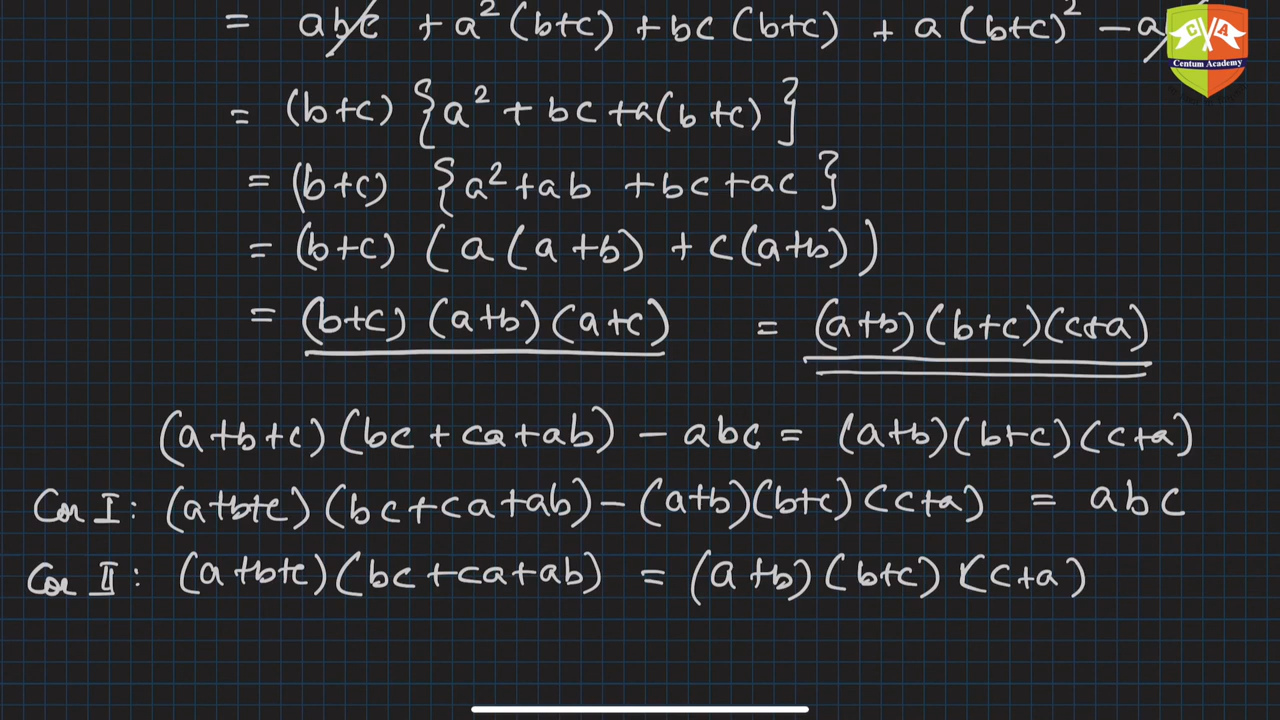 = abc + a² (b+c) + bc (b+c) + a (b+c)² - a
CVA
Centum Academy
= (b+c) {a² + bc + a(b+c)}
= (b+c) {a² + ab + bc + ac}
= (b+c) (a (a+b) + c(a+b))
= (b+c) (a+b) (a+c) = (a+b) (b+c) (c+a)
(a+b+c) (bc + ca + ab) - abc = (a+b) (b+c) (c+a)
Cor I: (a+b+c) (bc + ca + ab) - (a+b) (b+c) (c+a) = abc
Cor II: (a+b+c) (bc + ca + ab) = (a+b) (b+c) (c+a)